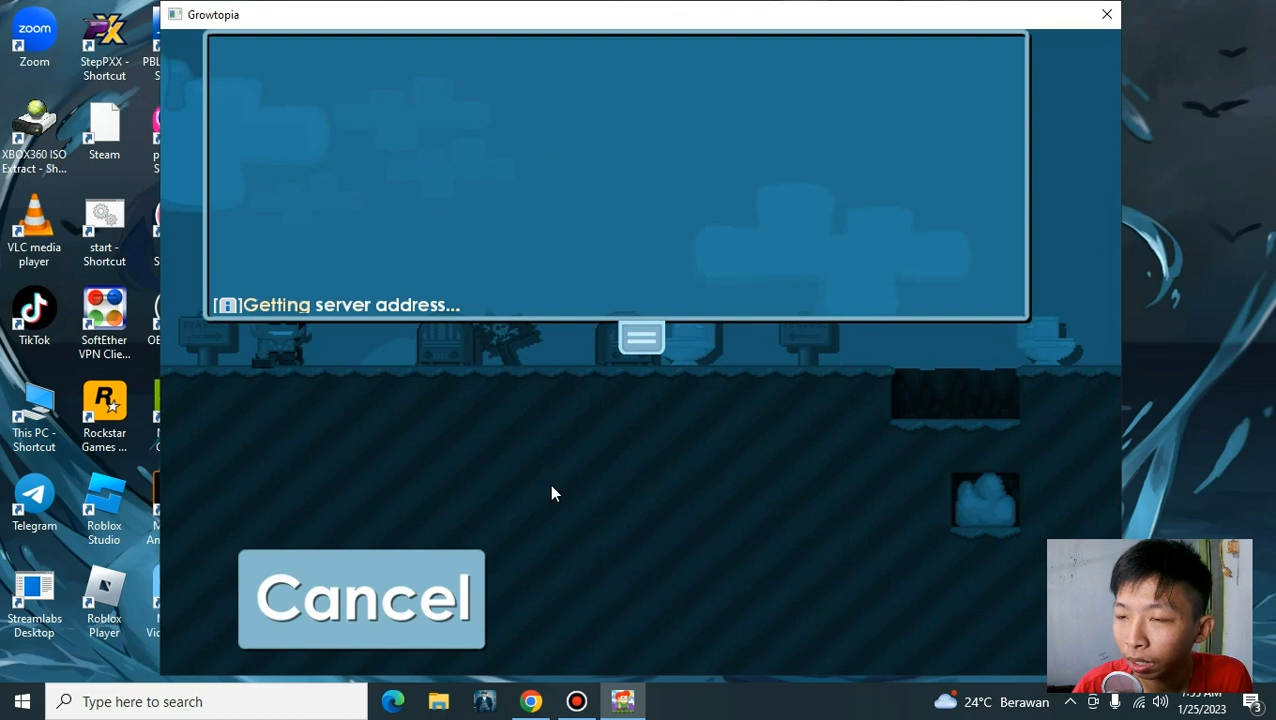 Growtopia
Zoom
StepPXX -
Shortcut
PBL
S
XBOX360 ISO
Extract - Sh...
Steam
p
S
VLC media
player
start -
Shortcut
S
TikTok
SoftEther
VPN Clie...
This PC -
Shortcut
Rockstar
Games ...
Telegram
Roblox
Studio
Streamlabs
Desktop
Roblox
Player
Getting server address...
Cancel
Type here to search
24°C Berawan
1/25/2023
3